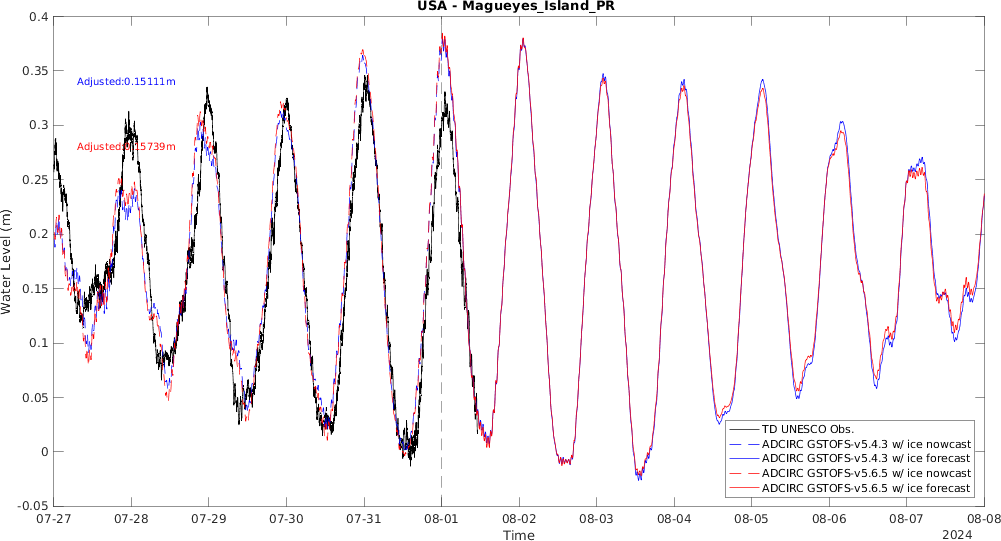 USA - Magueyes_Island_PR
0.4
0.35
0.3
0.25
0.2
0.15
0.1
0.05
0
-0.05
Water Level (m)
Adjusted:0.15111m
Adjusted: 5739m
TD UNESCO Obs.
ADCIRC GSTOFS-v5.4.3 w/ ice nowcast
ADCIRC GSTOFS-v5.4.3 w/ ice forecast
ADCIRC GSTOFS-v5.6.5 w/ ice nowcast
ADCIRC GSTOFS-v5.6.5 w/ ice forecast
07-27 07-28 07-29 07-30 07-31 08-01 08-02 08-03 08-04 08-05 08-06 08-07 08-08
Time
2024